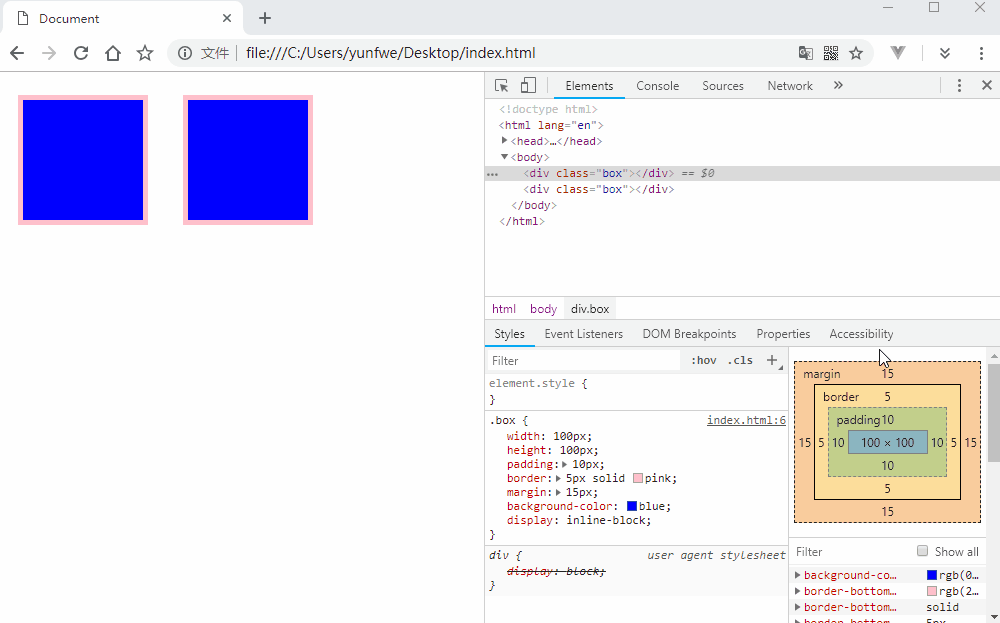 Document
文件 file:///C:/Users/yunfwe/Desktop/index.html
Elements Console Sources Network »
<!doctype html>
<html lang="en">
<head>…</head>
<body>
… <div class="box"></div> == $0
<div class="box"></div>
</body>
</html>
html body div.box
Styles Event Listeners DOM Breakpoints Properties Accessibility
Filter :hov .cls +
element.style {
}
.box { index.html:6
width: 100px;
height: 100px;
padding: 10px;
border: 5px solid pink;
margin: 15px;
background-color: blue;
display: inline-block;
}
div { user agent stylesheet
display: block;
}
margin 15
border 5
padding 10
15 5 10 100 × 100 10 5 15
10
5
15
Filter Show all
background-co… rgb(0…
border-bottom… rgb(2…
border-bottom… solid
border-bottom… 5px